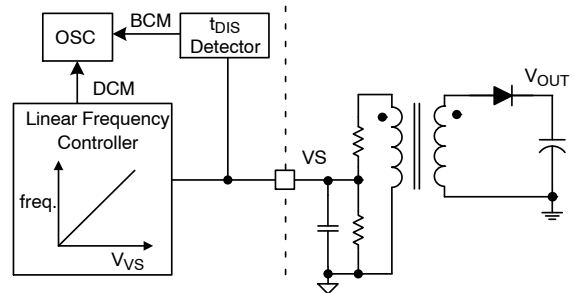 OSC
BCM
tDIS
Detector
DCM
Linear Frequency
Controller
freq.
VVS
VS
VOUT